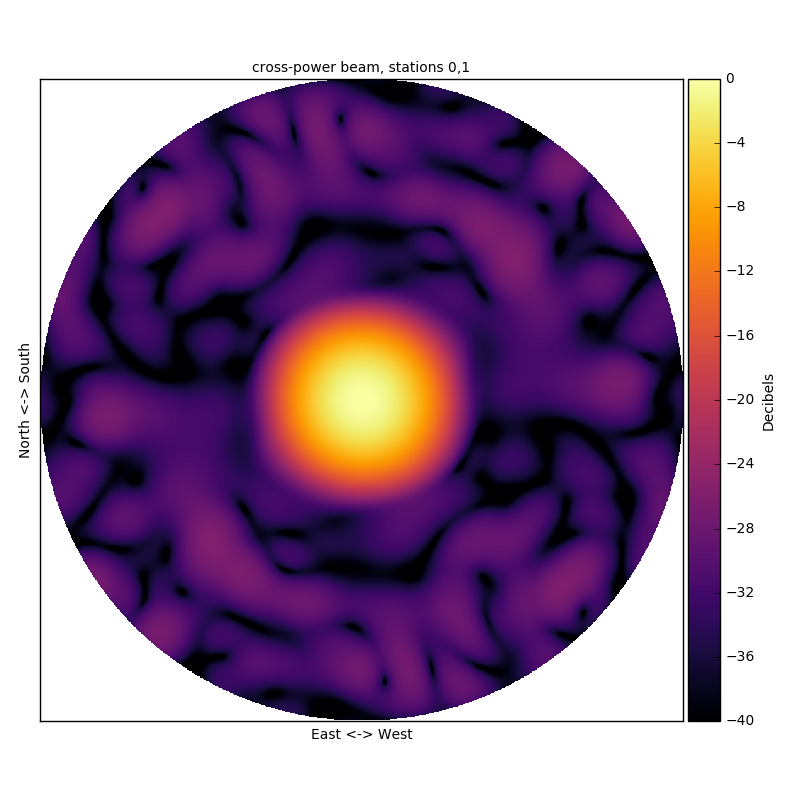 cross-power beam, stations 0,1
North <-> South
East <-> West
0
−4
−8
−12
−16
−20
−24
−28
−32
−36
−40
Decibels